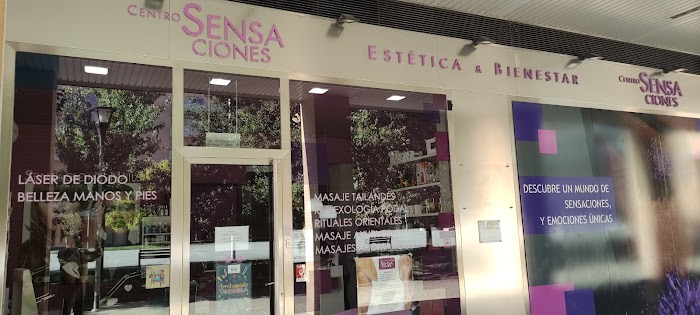 CENTRO SENSA
CIONES
ESTÉTICA & BIENESTAR
CENTRO SENSA
CIONES
LÁSER DE DIODO
BELLEZA MANOS Y PIES
MASAJE TAILANDÉS
PODAL
RITUALES ORIENTALES
MASAJE
MASAJES
DESCUBRE UN MUNDO DE
SENSACIONES,
Y EMOCIONES ÚNICAS